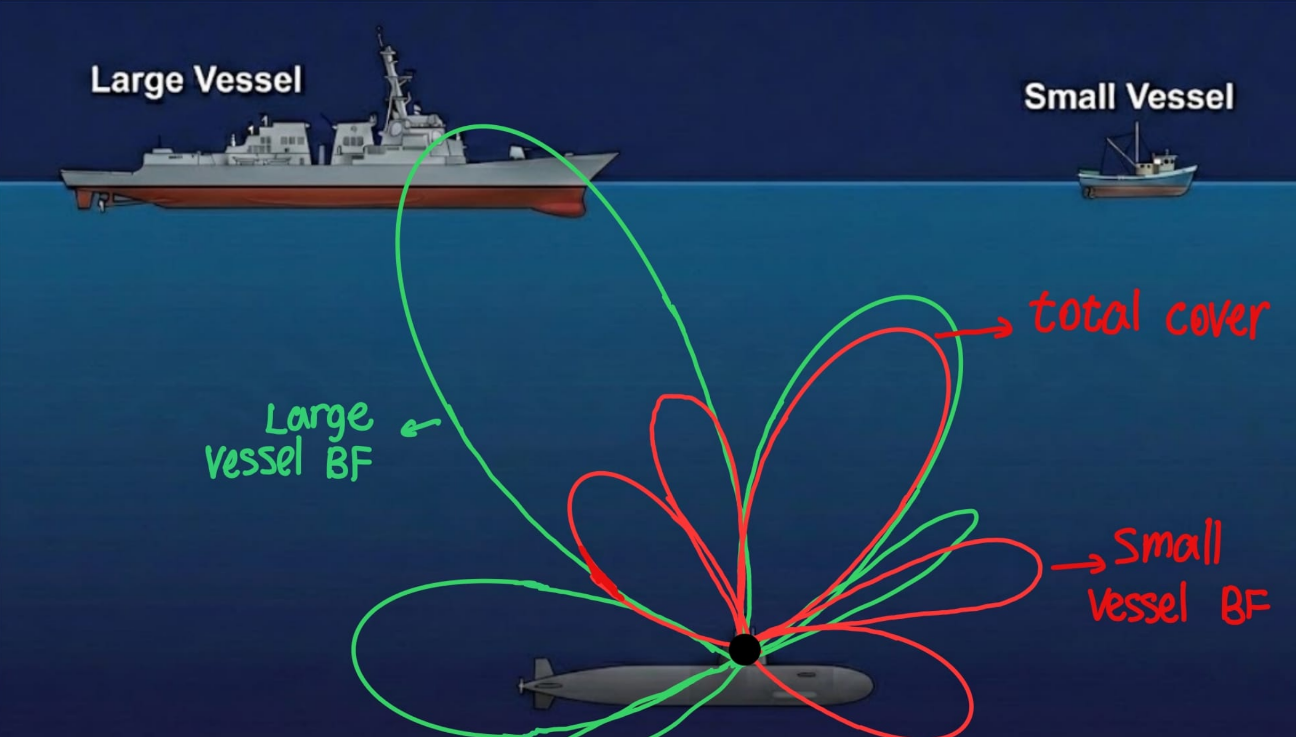 Large Vessel
Small Vessel
total cover
Large
vessel BF
Small
vessel BF